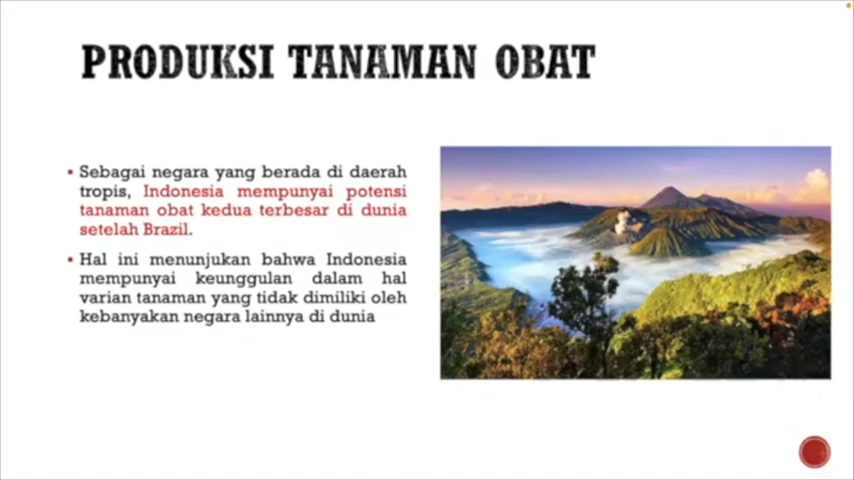 PRODUKSI TANAMAN OBAT
Sebagai negara yang berada di daerah
tropis, Indonesia mempunyai potensi
tanaman obat kedua terbesar di dunia
setelah Brazil.
Hal ini menunjukan bahwa Indonesia
mempunyai keunggulan dalam hal
varian tanaman yang tidak dimiliki oleh
kebanyakan negara lainnya di dunia